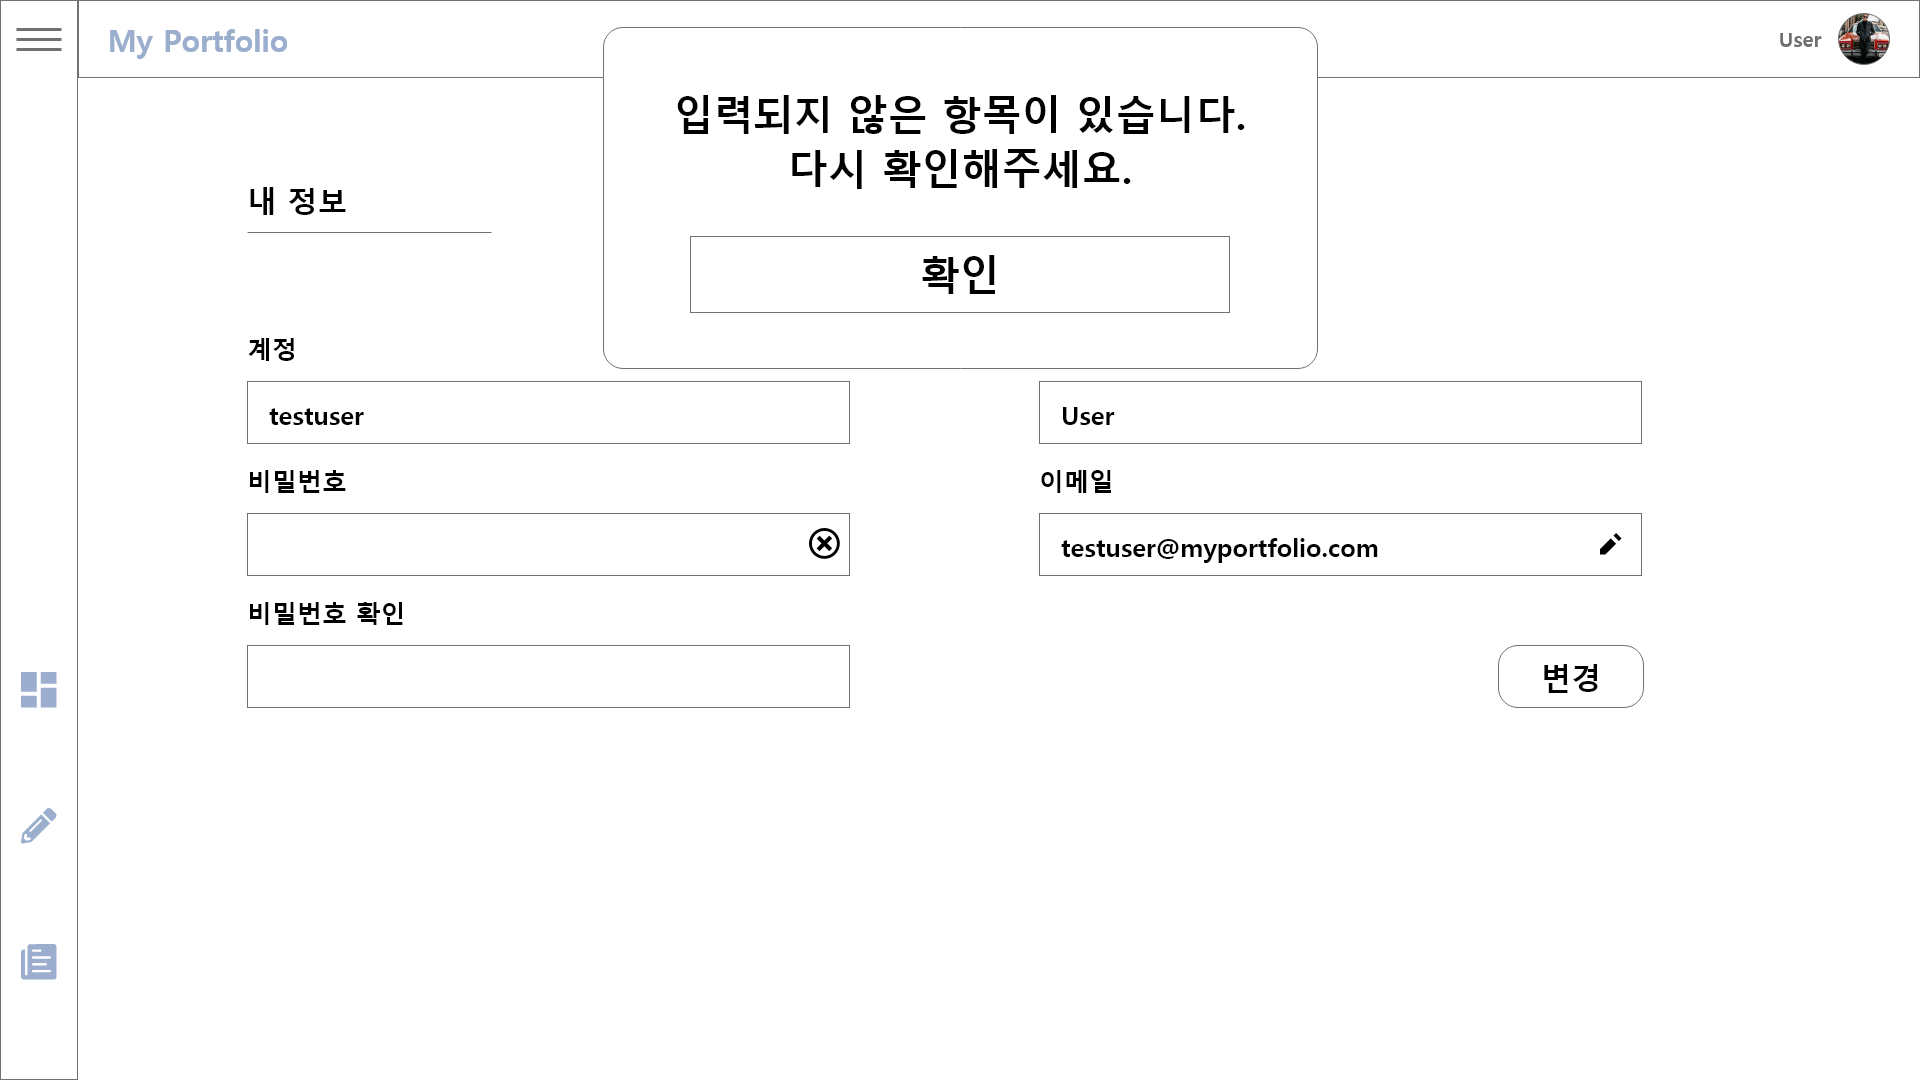 My Portfolio
User
입력되지 않은 항목이 있습니다.
다시 확인해주세요.
확인
내 정보
계정
testuser
User
비밀번호
이메일
testuser@myportfolio.com
비밀번호 확인
변경